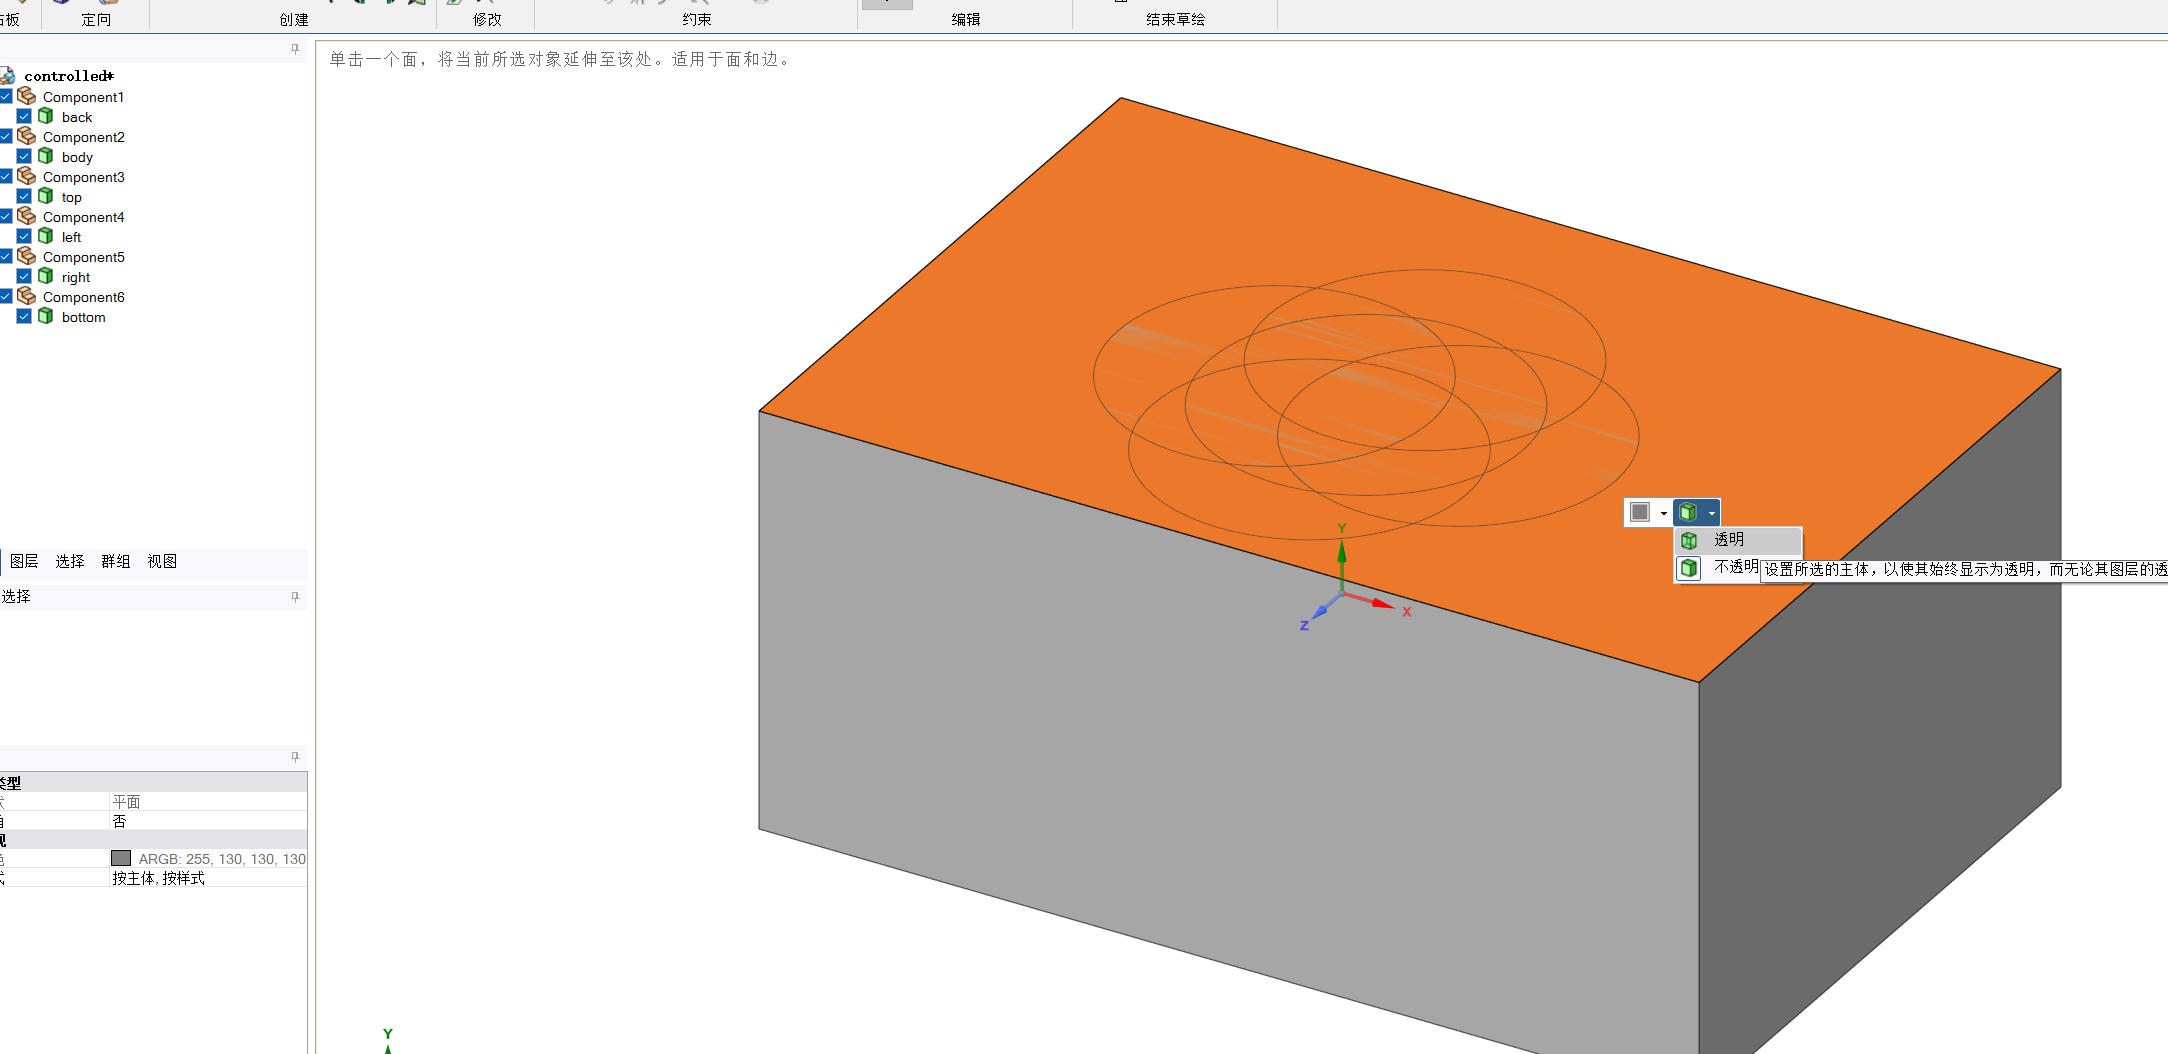 定向
创建
修改
约束
编辑
结束草绘
单击一个面，将当前所选对象延伸至该处。适用于面和边。
controlled*
Component1
back
Component2
body
Component3
top
Component4
left
Component5
right
Component6
bottom
图层 选择 群组 视图
选择
类型
平面
否
ARGB: 255, 130, 130, 130
按主体, 按样式
透明
不透明
设置所选的主体，以使其始终显示为透明，而无论其图层的透
Y
X
Z
Y